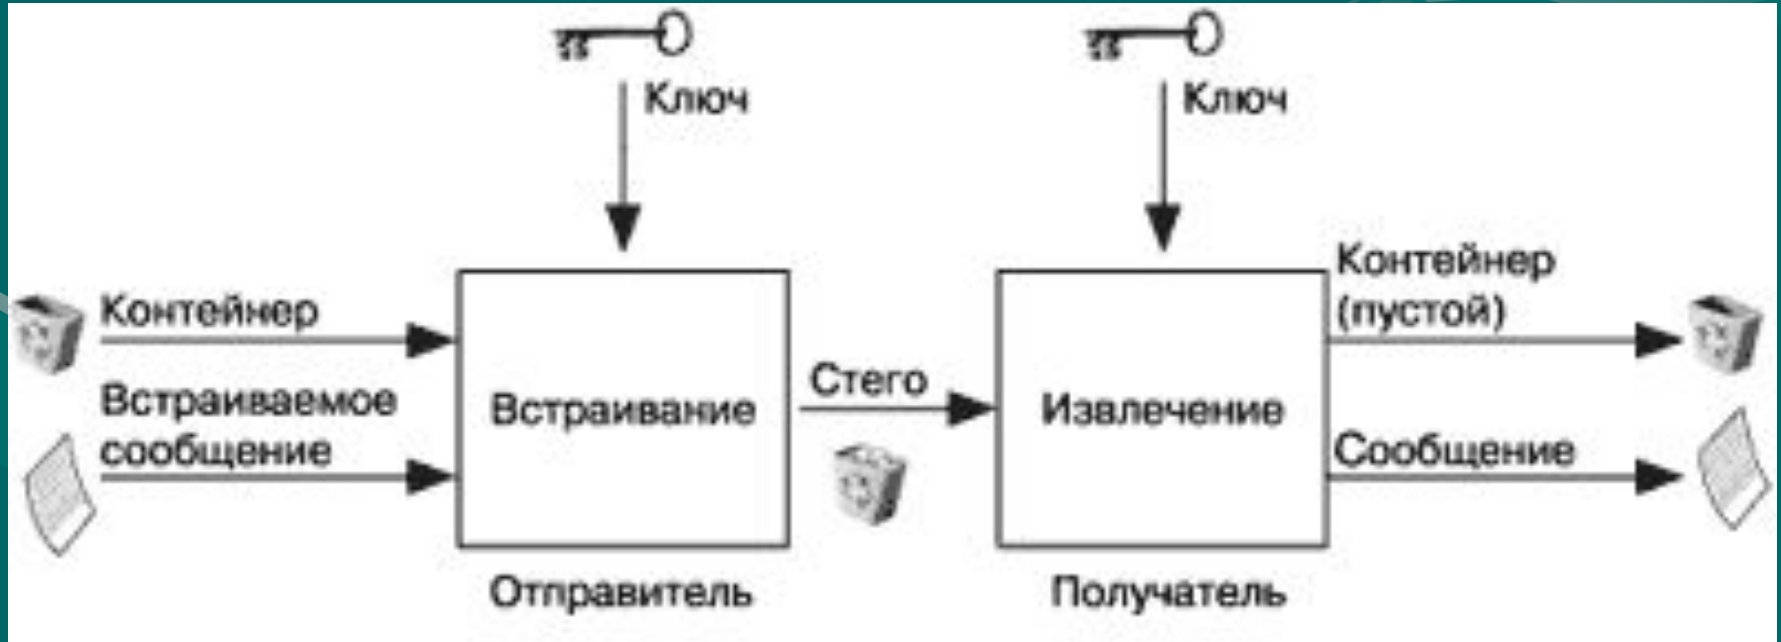 Ключ
Ключ
Контейнер
Встраиваемое
сообщение
Встраивание
Стего
Извлечение
Контейнер
(пустой)
Сообщение
Отправитель
Получатель